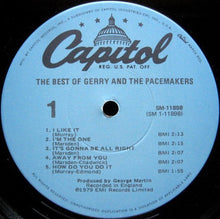 Capitol
REG. U.S. PAT. OFF.
THE BEST OF GERRY AND THE PACEMAKERS
1
SM-11898
(SM 1-11898)
1. I LIKE IT
(Murray) BMI 2:13
2. I'M THE ONE
(Marsden) BMI 2:15
3. IT'S GONNA BE ALL RIGHT
(Marsden) BMI 2:07
4. AWAY FROM YOU
(Marsden-Chadwick) BMI 2:07
5. HOW DO YOU DO IT
(Murray-Edmond) BMI 1:55
Produced by George Martin
Recorded in England
℗1979 EMI Records Limited